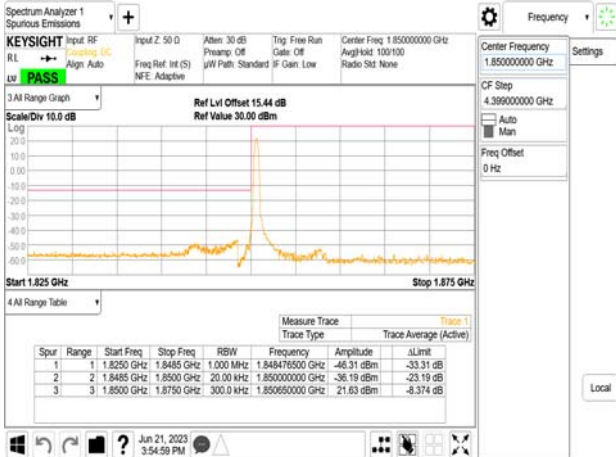 Spectrum Analyzer 1
Spurious Emissions
Frequency
KEYSIGHT
RL
LV PASS
Input: RF
Coupling: DC
Align: Auto
Input Z: 50 Ω
Freq Ref: Int (S)
NFE: Adaptive
Atten: 30 dB
Preamp: Off
µW Path: Standard
Trig: Free Run
Gate: Off
IF Gain: Low
Center Freq: 1.850000000 GHz
Avg|Hold: 100/100
Radio Std: None
Center Frequency
1.850000000 GHz
Settings
CF Step
4.399000000 GHz
Auto
Man
Freq Offset
0 Hz
Local
3 All Range Graph
Scale/Div 10.0 dB
Ref Lvl Offset 15.44 dB
Ref Value 30.00 dBm
Log
20.0
10.0
0.00
-10.0
-20.0
-30.0
-40.0
-50.0
-60.0
Start 1.825 GHz
Stop 1.875 GHz
4 All Range Table
Measure Trace Trace 1
Trace Type Trace Average (Active)
Spur Range Start Freq Stop Freq RBW Frequency Amplitude ΔLimit
1 1 1.8250 GHz 1.8485 GHz 1.000 MHz 1.848476500 GHz -46.31 dBm -33.31 dB
2 2 1.8485 GHz 1.8500 GHz 20.00 kHz 1.850000000 GHz -36.19 dBm -23.19 dB
3 3 1.8500 GHz 1.8750 GHz 300.0 kHz 1.850650000 GHz 21.63 dBm -8.374 dB
Jun 21, 2023
3:54:59 PM